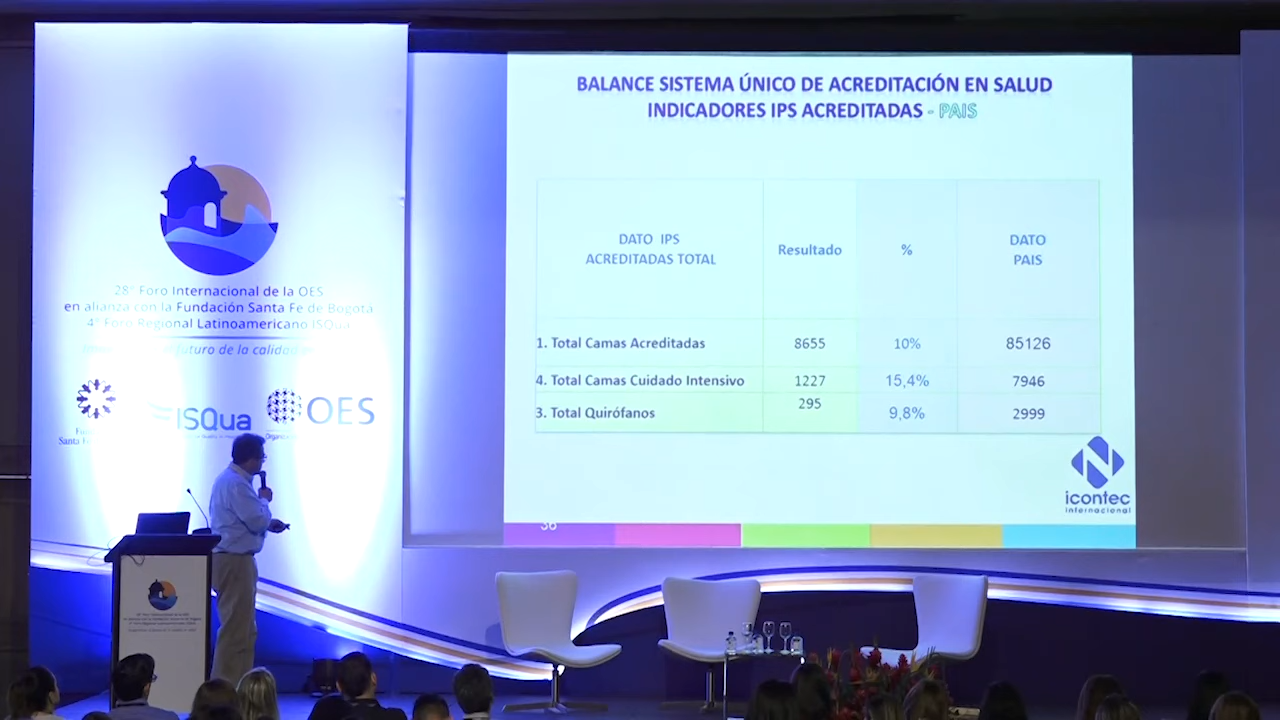 BALANCE SISTEMA ÚNICO DE ACREDITACIÓN EN SALUD
INDICADORES IPS ACREDITADAS - PAIS
DATO IPS
ACREDITADAS TOTAL
Resultado
%
DATO
PAIS
1. Total Camas Acreditadas 8655 10% 85126
4. Total Camas Cuidado Intensivo 1227 15,4% 7946
3. Total Quirófanos 295 9,8% 2999
icontec
internacional
36
28° Foro Internacional de la OES
en alianza con la Fundación Santa Fe de Bogotá
4° Foro Regional Latinoamericano ISQua
futuro de la calidad
ISQua
OES
Santa